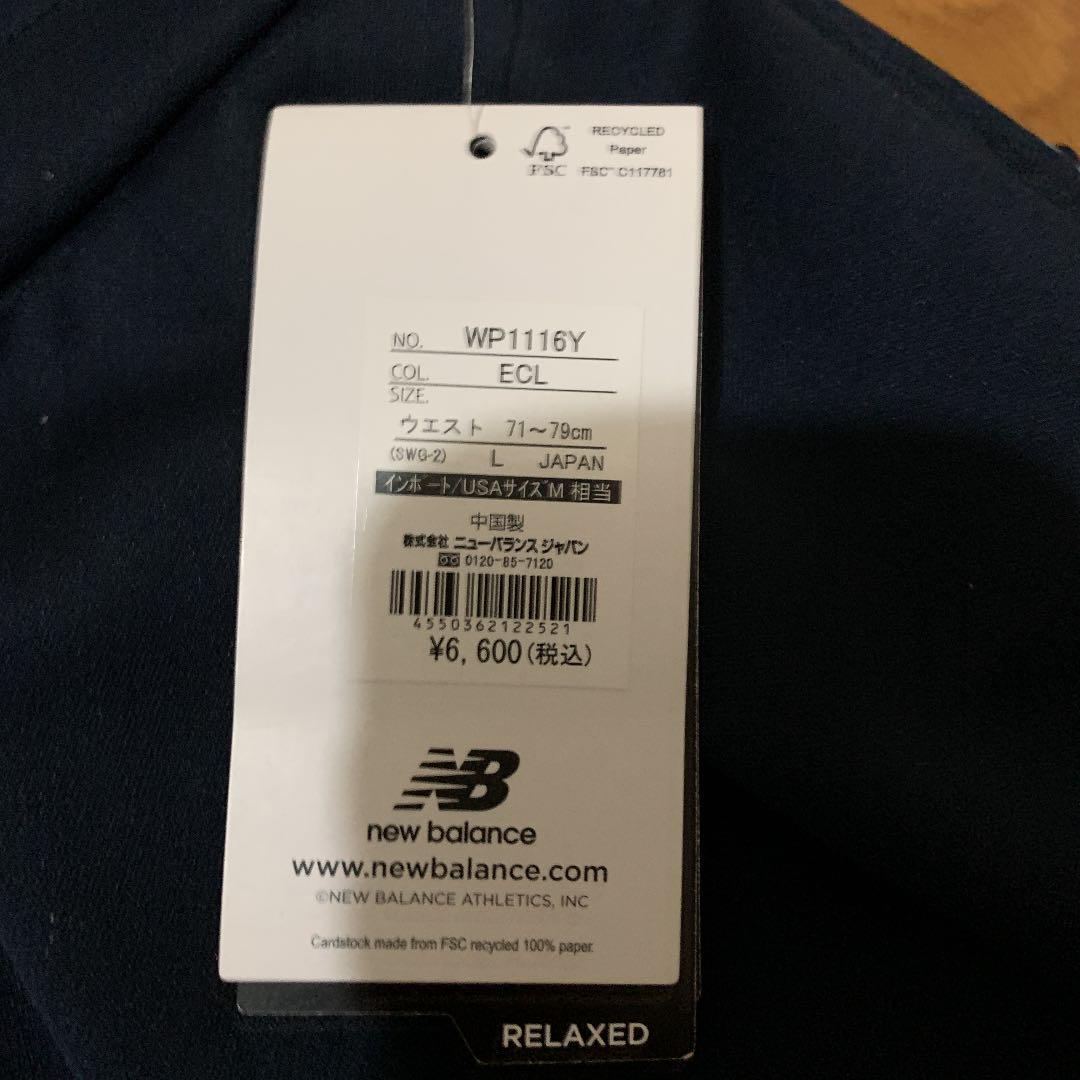 RECYCLED
Paper
FSC
FSC™ C117781
NO. WP1116Y
COL. ECL
SIZE.
ウエスト 71～79cm
(SWG-2) L JAPAN
インポート/USAサイズM 相当
中国製
株式会社 ニューバランス ジャパン
0120-85-7120
4550362122521
¥6,600(税込)
NB
new balance
www.newbalance.com
©NEW BALANCE ATHLETICS, INC
Cardstock made from FSC recycled 100% paper.
RELAXED